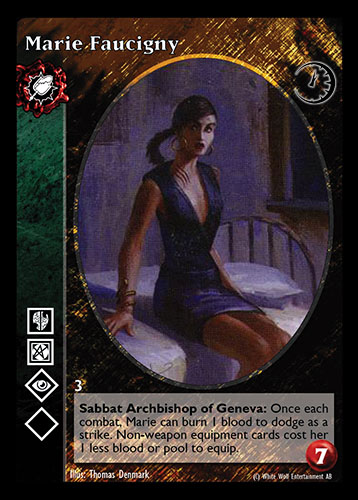 Marie Faucigny
3
Sabbat Archbishop of Geneva: Once each
combat, Marie can burn 1 blood to dodge as a
strike. Non-weapon equipment cards cost her
1 less blood or pool to equip.
7
Illus: Thomas Denmark
(c) White Wolf Entertainment AB